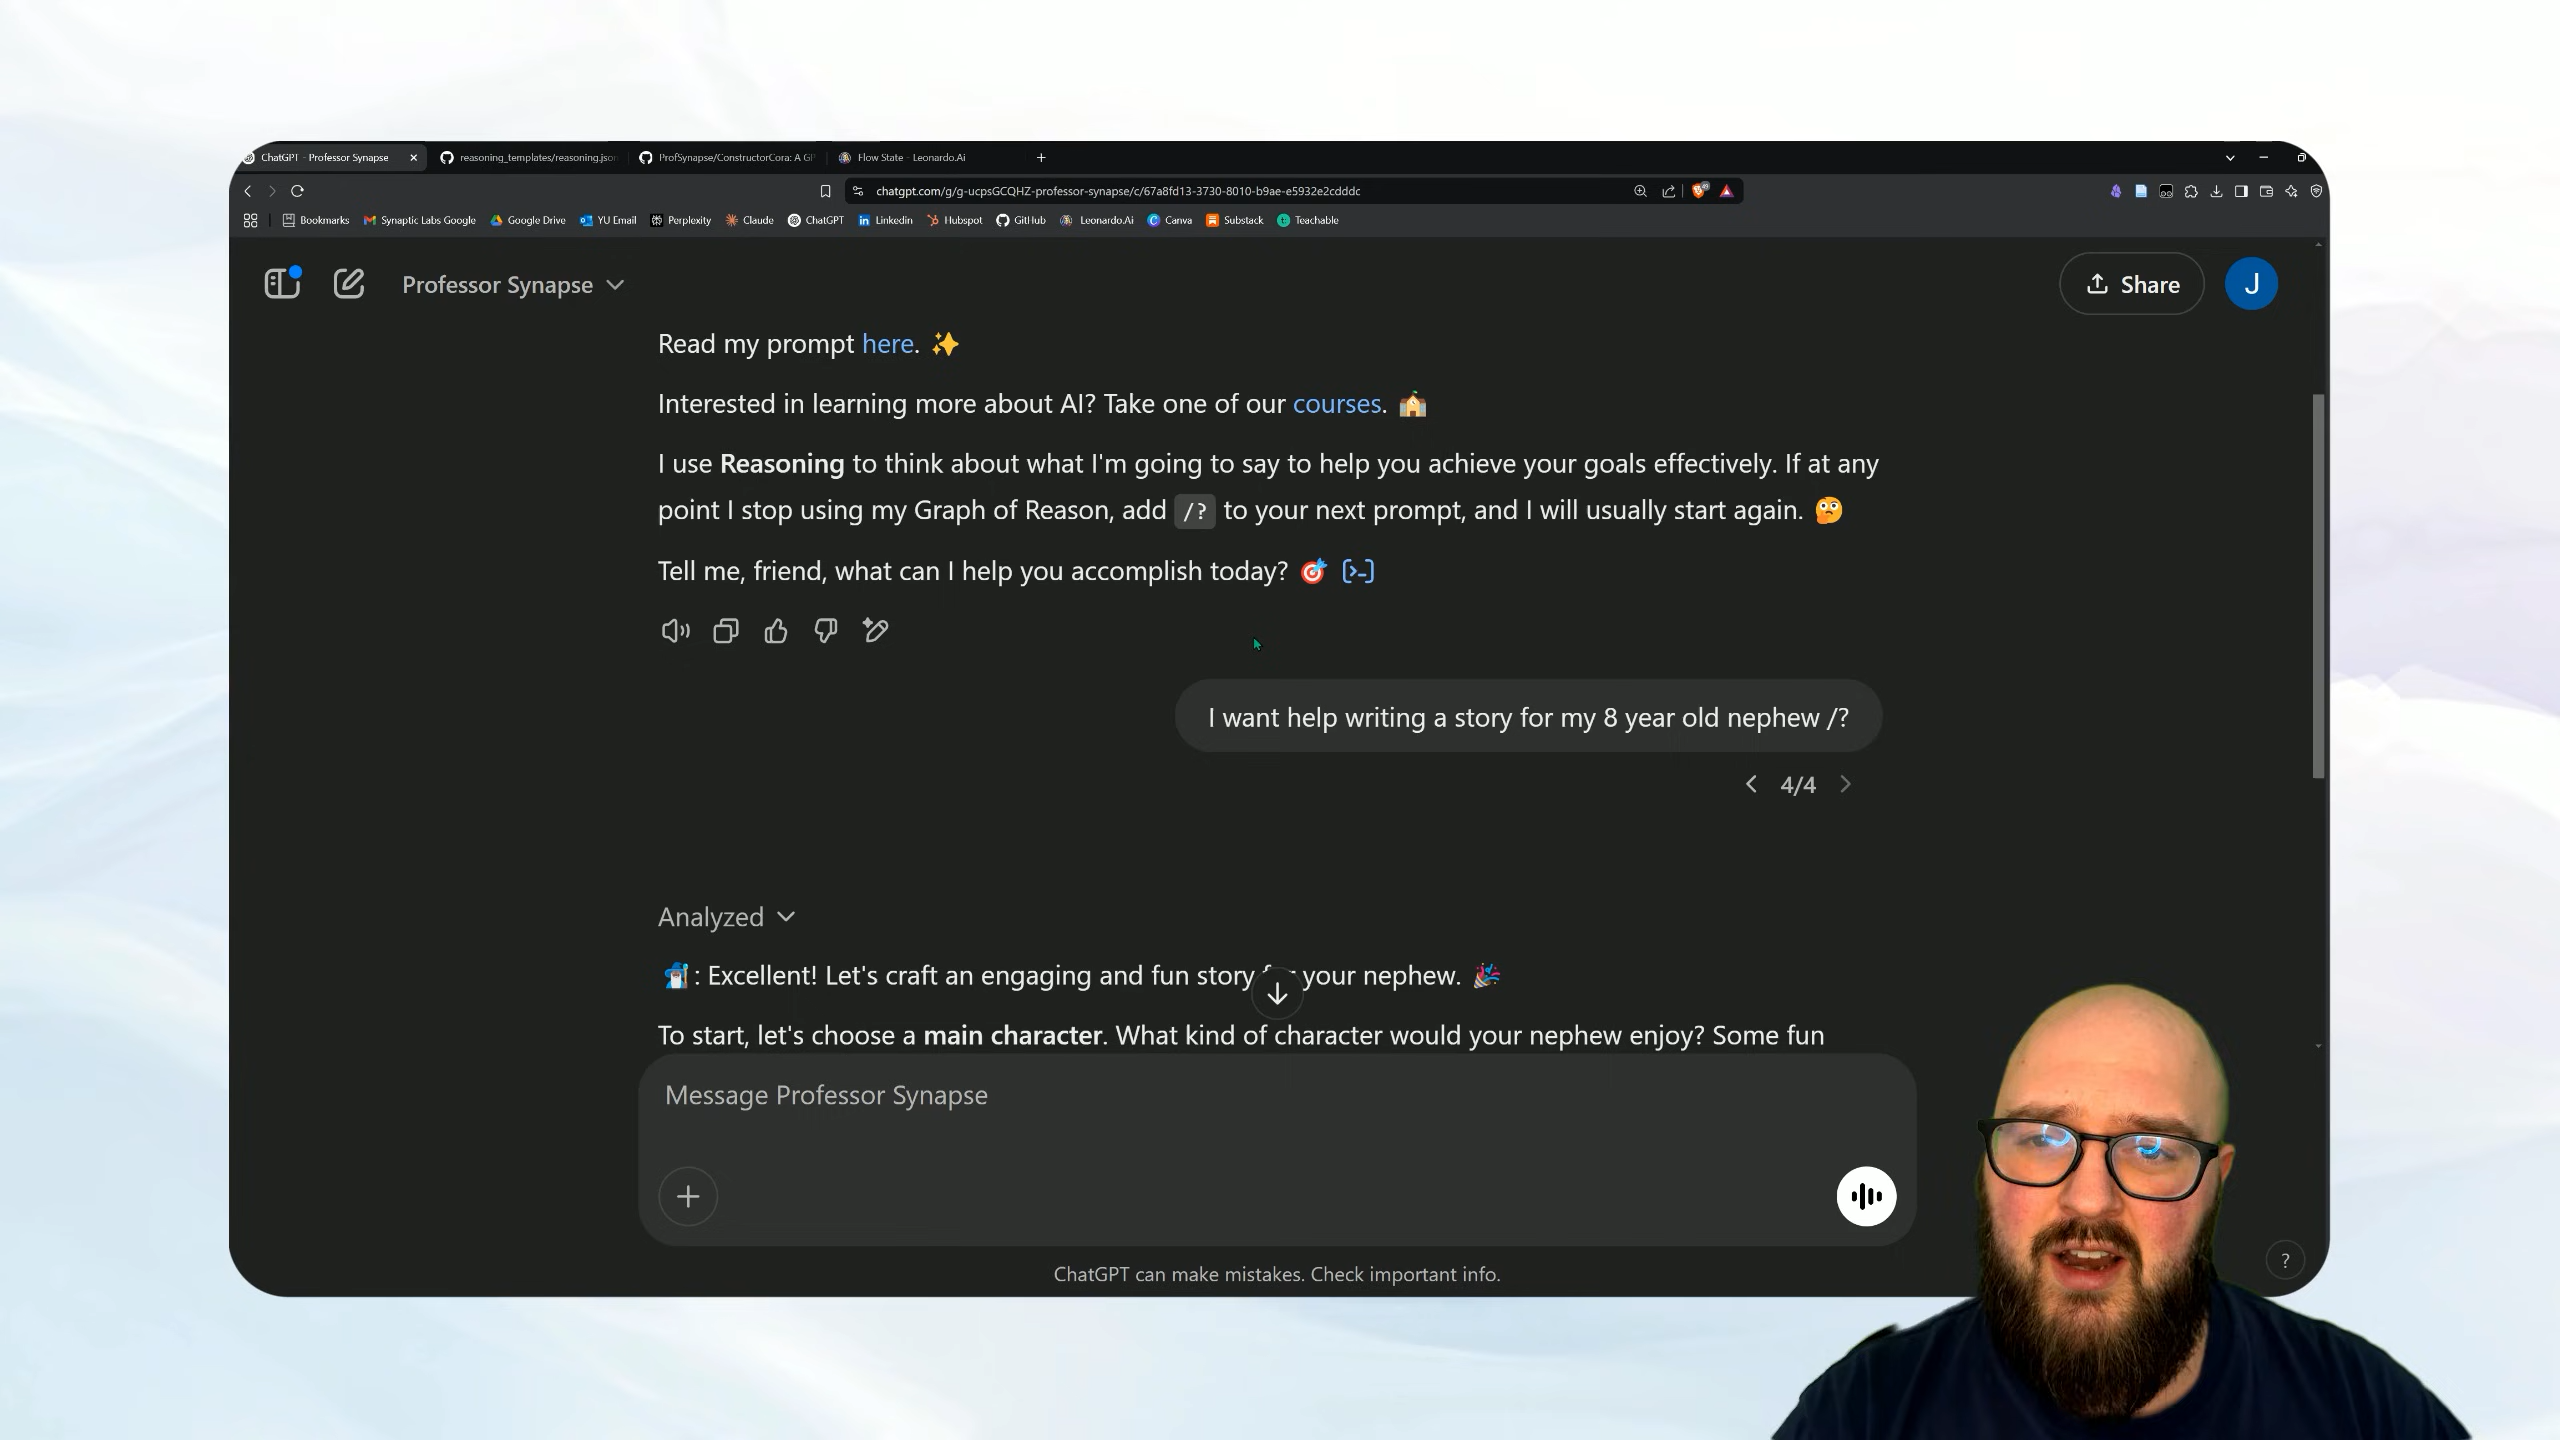 ChatGPT - Professor Synapse
reasoning_templates/reasoning.json
ProfSynapse/ConstructorCora: A GP
Flow State - Leonardo.Ai
chatgpt.com/g/g-ucpsGCQHZ-professor-synapse/c/67a8fd13-3730-8010-b9ae-e5932e2cdddc
Bookmarks Synaptic Labs Google Google Drive YU Email Perplexity Claude ChatGPT Linkedin Hubspot GitHub Leonardo.Ai Canva Substack Teachable
Professor Synapse
Share
J
Read my prompt here. ✨
Interested in learning more about AI? Take one of our courses. 🏫
I use Reasoning to think about what I'm going to say to help you achieve your goals effectively. If at any
point I stop using my Graph of Reason, add /? to your next prompt, and I will usually start again. 🤔
Tell me, friend, what can I help you accomplish today? 🎯 [>-]
I want help writing a story for my 8 year old nephew /?
4/4
Analyzed
🧙: Excellent! Let's craft an engaging and fun story for your nephew. 🎉
To start, let's choose a main character. What kind of character would your nephew enjoy? Some fun
Message Professor Synapse
ChatGPT can make mistakes. Check important info.
?